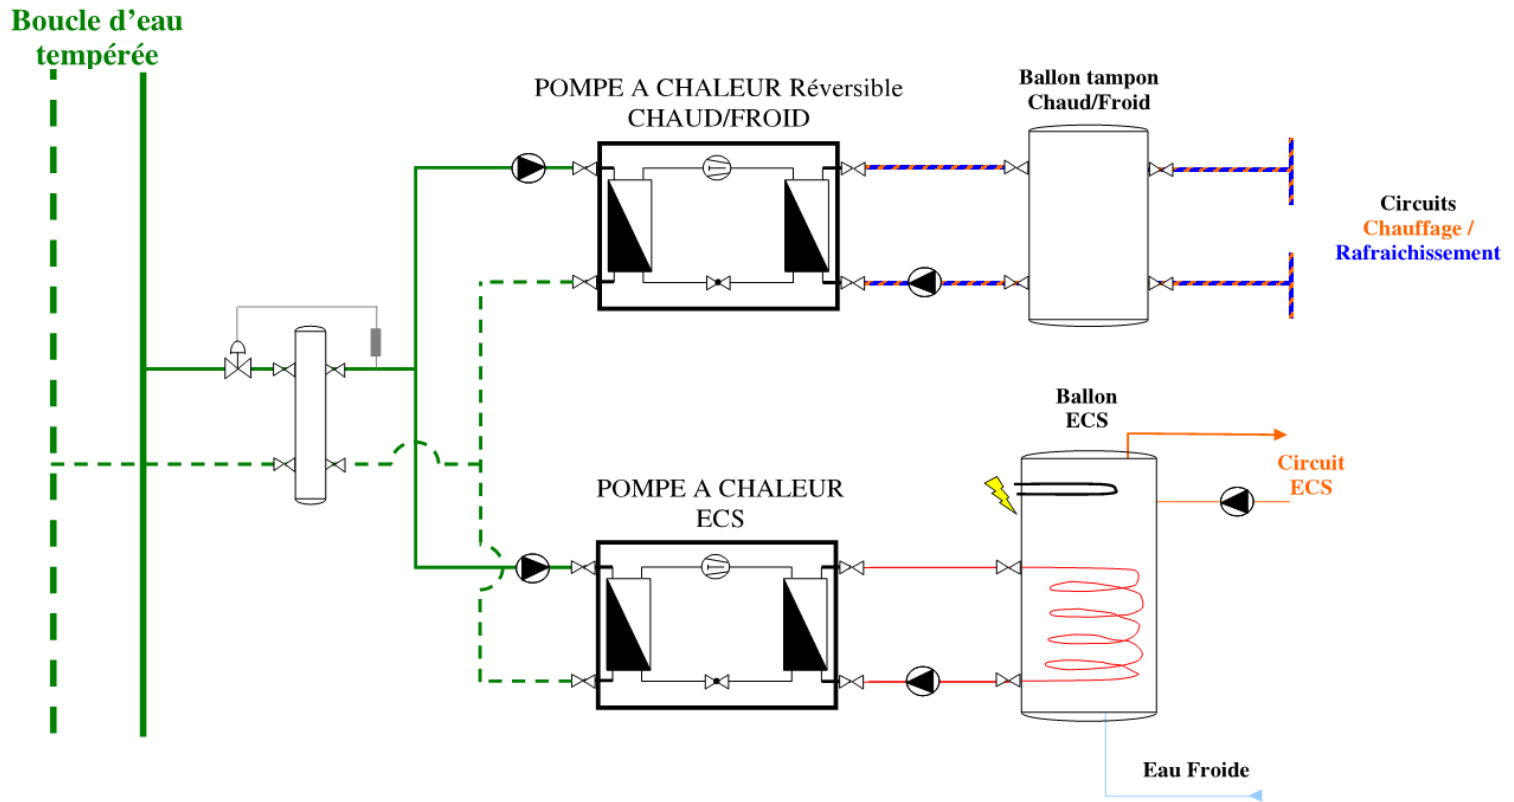 Boucle d'eau
tempérée
POMPE A CHALEUR Réversible
CHAUD/FROID
Ballon tampon
Chaud/Froid
Circuits
Chauffage /
Rafraichissement
Ballon
ECS
Circuit
ECS
POMPE A CHALEUR
ECS
Eau Froide